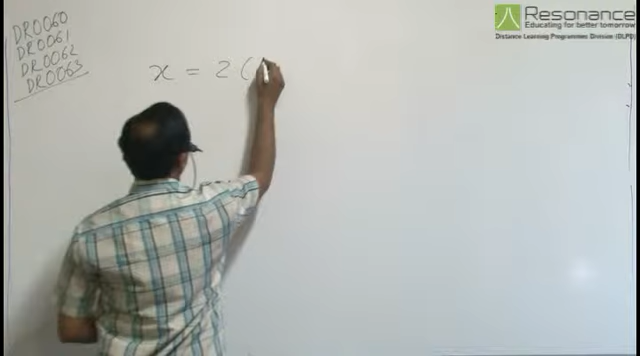 DR0060
DR0061
DR0062
DR0063
x = 2 (
Resonance
Educating for better tomorrow
Distance Learning Programmes Division (DLPD)